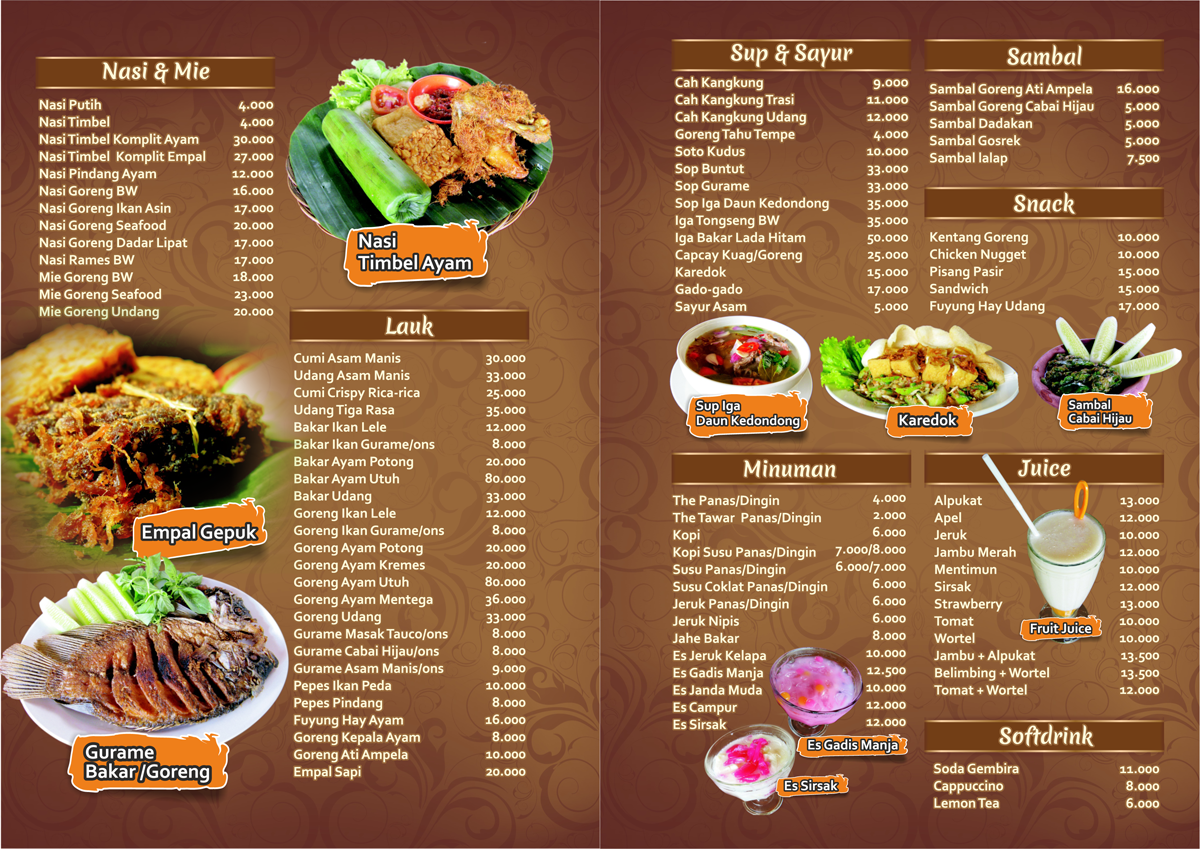 Nasi & Mie
Nasi Putih 4.000
Nasi Timbel 4.000
Nasi Timbel Komplit Ayam 30.000
Nasi Timbel Komplit Empal 27.000
Nasi Pindang Ayam 12.000
Nasi Goreng BW 16.000
Nasi Goreng Ikan Asin 17.000
Nasi Goreng Seafood 20.000
Nasi Goreng Dadar Lipat 17.000
Nasi Rames BW 17.000
Mie Goreng BW 18.000
Mie Goreng Seafood 23.000
Mie Goreng Undang 20.000
Nasi
Timbel Ayam
Empal Gepuk
Gurame
Bakar /Goreng
Lauk
Cumi Asam Manis 30.000
Udang Asam Manis 33.000
Cumi Crispy Rica-rica 25.000
Udang Tiga Rasa 35.000
Bakar Ikan Lele 12.000
Bakar Ikan Gurame/ons 8.000
Bakar Ayam Potong 20.000
Bakar Ayam Utuh 80.000
Bakar Udang 33.000
Goreng Ikan Lele 12.000
Goreng Ikan Gurame/ons 8.000
Goreng Ayam Potong 20.000
Goreng Ayam Kremes 20.000
Goreng Ayam Utuh 80.000
Goreng Ayam Mentega 36.000
Goreng Udang 33.000
Gurame Masak Tauco/ons 8.000
Gurame Cabai Hijau/ons 8.000
Gurame Asam Manis/ons 9.000
Pepes Ikan Peda 10.000
Pepes Pindang 8.000
Fuyung Hay Ayam 16.000
Goreng Kepala Ayam 8.000
Goreng Ati Ampela 10.000
Empal Sapi 20.000
Sup & Sayur
Cah Kangkung 9.000
Cah Kangkung Trasi 11.000
Cah Kangkung Udang 12.000
Goreng Tahu Tempe 4.000
Soto Kudus 10.000
Sop Buntut 33.000
Sop Gurame 33.000
Sop Iga Daun Kedondong 35.000
Iga Tongseng BW 35.000
Iga Bakar Lada Hitam 50.000
Capcay Kuag/Goreng 25.000
Karedok 15.000
Gado-gado 17.000
Sayur Asam 5.000
Sambal
Sambal Goreng Ati Ampela 16.000
Sambal Goreng Cabai Hijau 5.000
Sambal Dadakan 5.000
Sambal Gosrek 5.000
Sambal lalap 7.500
Snack
Kentang Goreng 10.000
Chicken Nugget 10.000
Pisang Pasir 15.000
Sandwich 15.000
Fuyung Hay Udang 17.000
Sup Iga
Daun Kedondong
Karedok
Sambal
Cabai Hijau
Minuman
The Panas/Dingin 4.000
The Tawar Panas/Dingin 2.000
Kopi 6.000
Kopi Susu Panas/Dingin 7.000/8.000
Susu Panas/Dingin 6.000/7.000
Susu Coklat Panas/Dingin 6.000
Jeruk Panas/Dingin 6.000
Jeruk Nipis 6.000
Jahe Bakar 8.000
Es Jeruk Kelapa 10.000
Es Gadis Manja 12.500
Es Janda Muda 10.000
Es Campur 12.000
Es Sirsak 12.000
Es Gadis Manja
Es Sirsak
Juice
Alpukat 13.000
Apel 12.000
Jeruk 10.000
Jambu Merah 12.000
Mentimun 10.000
Sirsak 12.000
Strawberry 13.000
Tomat 10.000
Wortel 10.000
Jambu + Alpukat 13.500
Belimbing + Wortel 13.500
Tomat + Wortel 12.000
Fruit Juice
Softdrink
Soda Gembira 11.000
Cappuccino 8.000
Lemon Tea 6.000